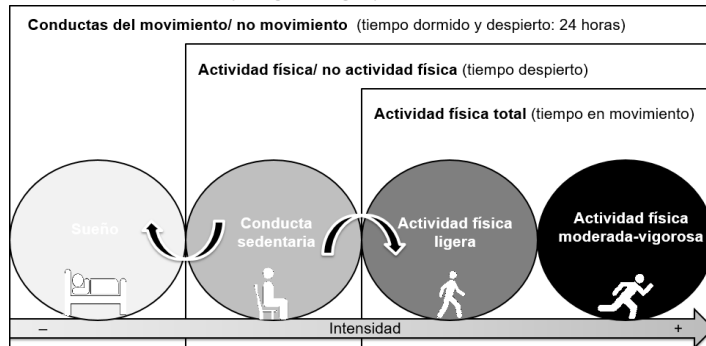 Conductas del movimiento/ no movimiento (tiempo dormido y despierto: 24 horas)
Actividad física/ no actividad física (tiempo despierto)
Actividad física total (tiempo en movimiento)
Sueño
Conducta
sedentaria
Actividad física
ligera
Actividad física
moderada-vigorosa
– Intensidad +